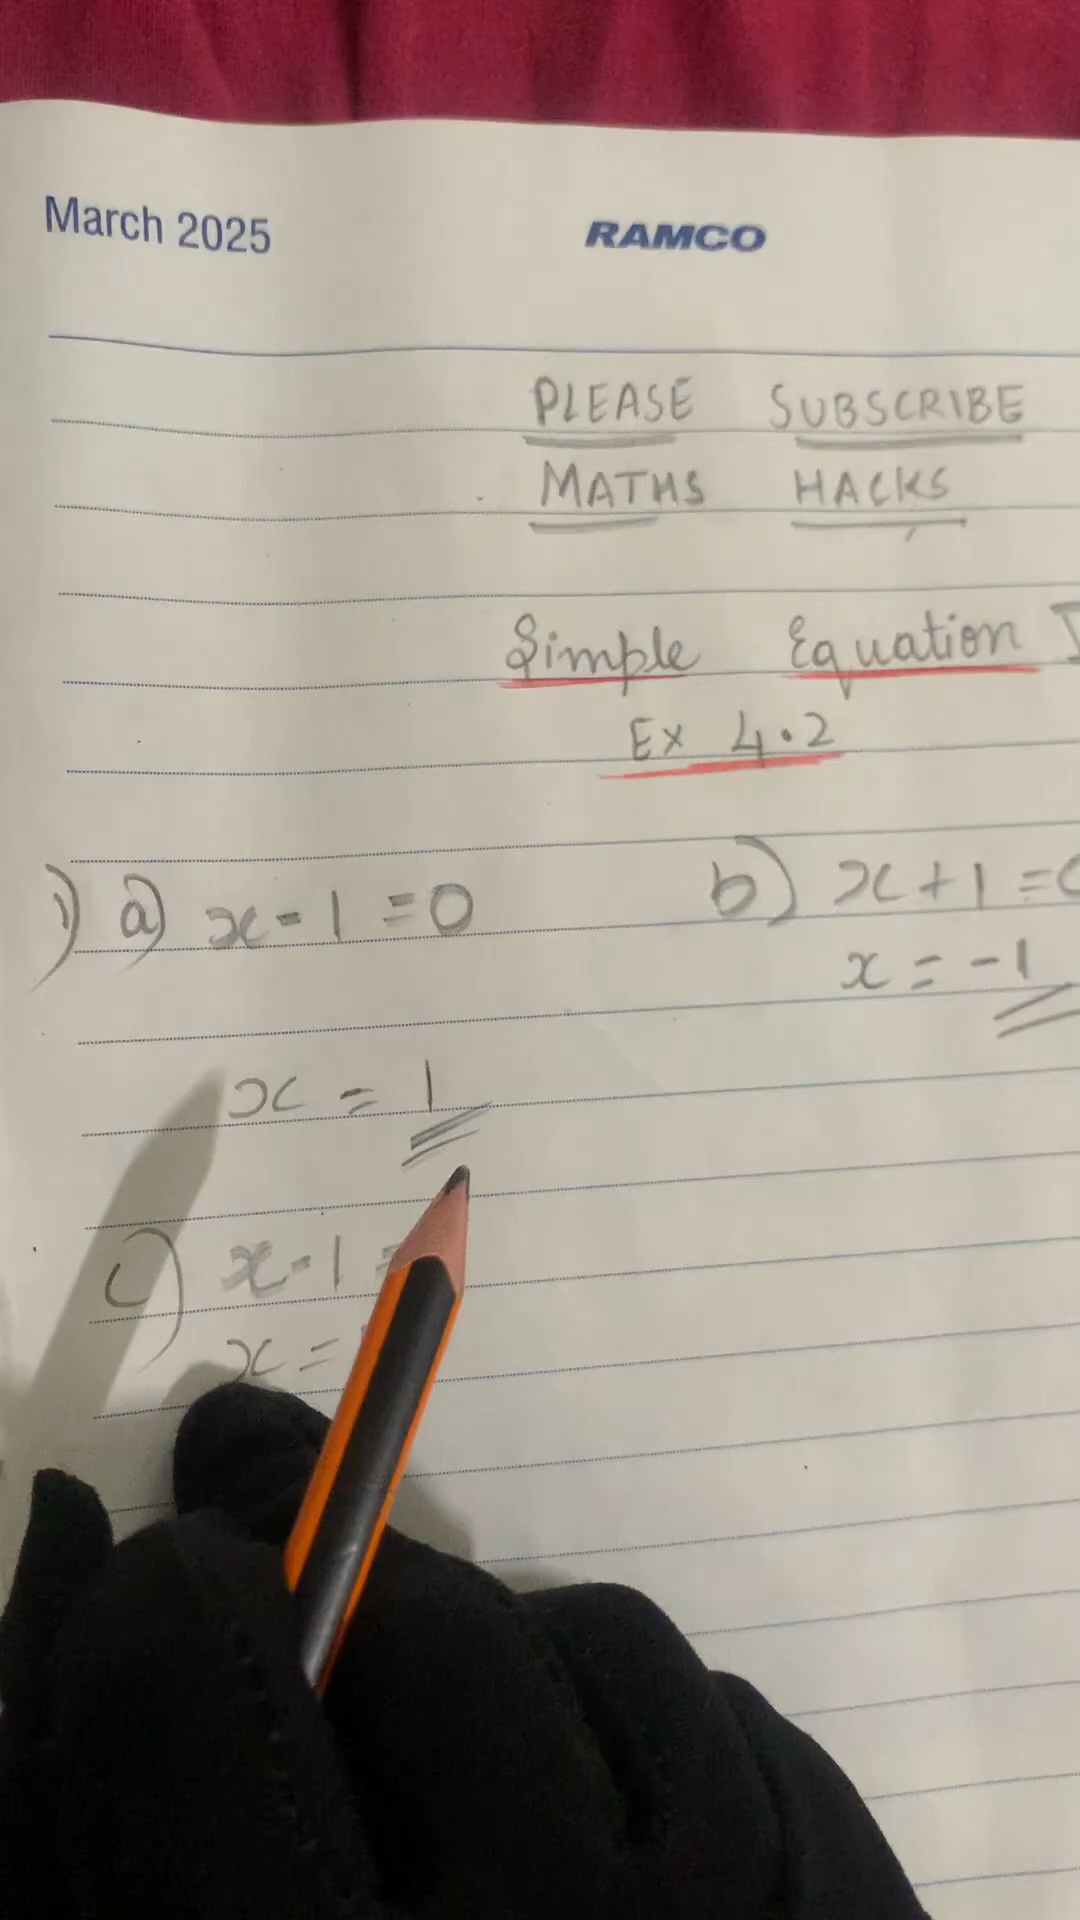 March 2025
RAMCO
PLEASE SUBSCRIBE
MATHS HACKS
Simple Equation
Ex 4.2
1) a) x - 1 = 0
b) x + 1 =
x = -1
x = 1
c) x - 1 =
x =